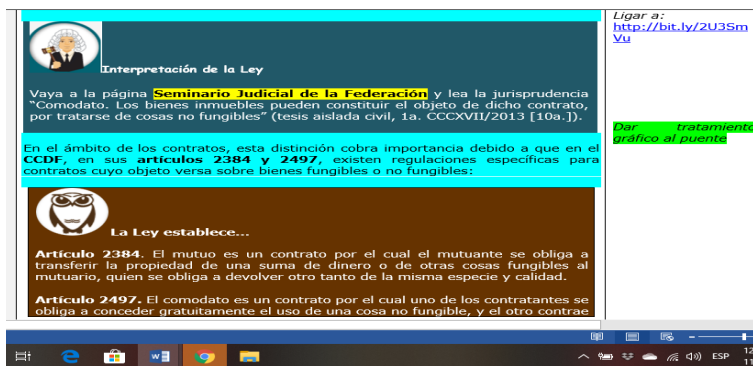 Ligar a:
http://bit.ly/2U3Sm
Vu
Interpretación de la Ley
Vaya a la página Seminario Judicial de la Federación y lea la jurisprudencia
“Comodato. Los bienes inmuebles pueden constituir el objeto de dicho contrato,
por tratarse de cosas no fungibles” (tesis aislada civil, 1a. CCCXVII/2013 [10a.]).
Dar tratamiento
gráfico al puente
En el ámbito de los contratos, esta distinción cobra importancia debido a que en el
CCDF, en sus artículos 2384 y 2497, existen regulaciones específicas para
contratos cuyo objeto versa sobre bienes fungibles o no fungibles:
La Ley establece...
Artículo 2384. El mutuo es un contrato por el cual el mutuante se obliga a
transferir la propiedad de una suma de dinero o de otras cosas fungibles al
mutuario, quien se obliga a devolver otro tanto de la misma especie y calidad.
Artículo 2497. El comodato es un contrato por el cual uno de los contratantes se
obliga a conceder gratuitamente el uso de una cosa no fungible, y el otro contrae
ESP
12
11